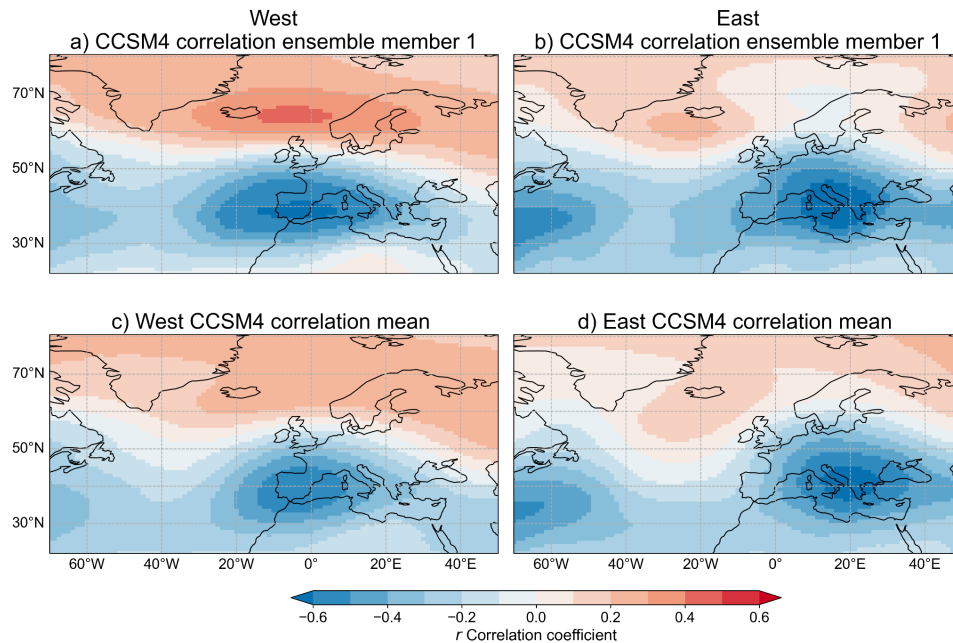 West
East
a) CCSM4 correlation ensemble member 1
b) CCSM4 correlation ensemble member 1
70°N
50°N
30°N
c) West CCSM4 correlation mean
d) East CCSM4 correlation mean
70°N
50°N
30°N
60°W 40°W 20°W 0° 20°E 40°E
60°W 40°W 20°W 0° 20°E 40°E
−0.6 −0.4 −0.2 0.0 0.2 0.4 0.6
r Correlation coefficient